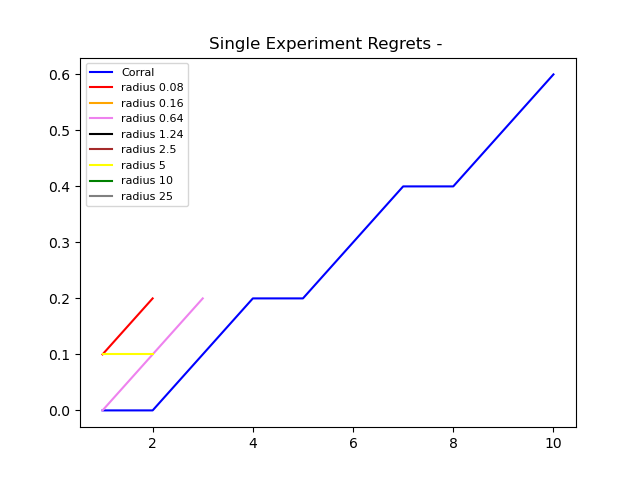 Single Experiment Regrets -
Corral
radius 0.08
radius 0.16
radius 0.64
radius 1.24
radius 2.5
radius 5
radius 10
radius 25
0.6
0.5
0.4
0.3
0.2
0.1
0.0
2 4 6 8 10